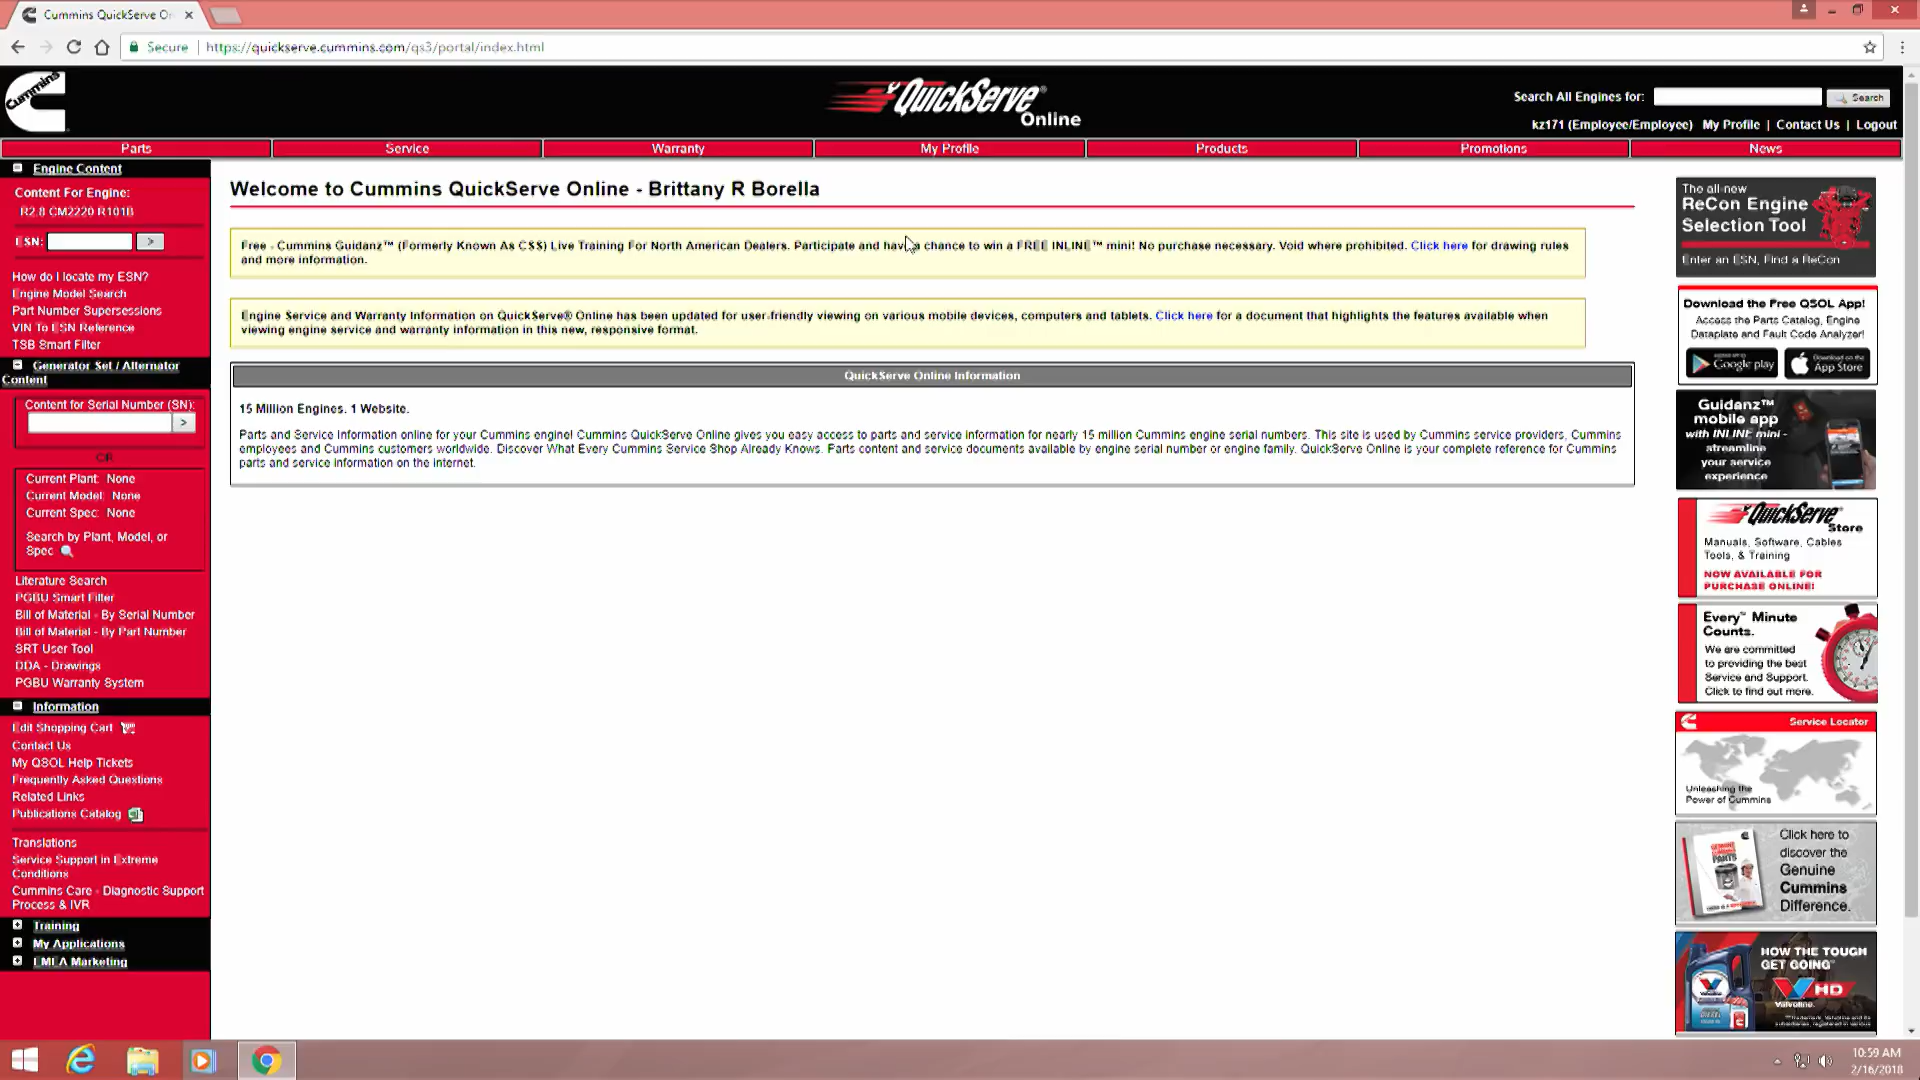 Cummins QuickServe On
Secure
https://quickserve.cummins.com/qs3/portal/index.html
Cummins
QuickServe®
Online
Search All Engines for:
Search
kz171 (Employee/Employee) My Profile | Contact Us | Logout
Parts
Service
Warranty
My Profile
Products
Promotions
News
Engine Content
Content For Engine:
R2.8 CM2220 R101B
ESN:
>
How do I locate my ESN?
Engine Model Search
Part Number Supersessions
VIN To ESN Reference
TSB Smart Filter
Generator Set / Alternator
Content
Content for Serial Number (SN):
>
OR
Current Plant: None
Current Model: None
Current Spec: None
Search by Plant, Model, or
Spec
Literature Search
PGBU Smart Filter
Bill of Material - By Serial Number
Bill of Material - By Part Number
SRT User Tool
DDA - Drawings
PGBU Warranty System
Information
Edit Shopping Cart
Contact Us
My QSOL Help Tickets
Frequently Asked Questions
Related Links
Publications Catalog
Translations
Service Support in Extreme
Conditions
Cummins Care - Diagnostic Support
Process & IVR
Training
My Applications
EMEA Marketing
Welcome to Cummins QuickServe Online - Brittany R Borella
Free - Cummins Guidanz™ (Formerly Known As CSS) Live Training For North American Dealers. Participate and have a chance to win a FREE INLINE™ mini! No purchase necessary. Void where prohibited. Click here for drawing rules
and more information.
Engine Service and Warranty Information on QuickServe® Online has been updated for user-friendly viewing on various mobile devices, computers and tablets. Click here for a document that highlights the features available when
viewing engine service and warranty information in this new, responsive format.
QuickServe Online Information
15 Million Engines. 1 Website.
Parts and Service Information online for your Cummins engine! Cummins QuickServe Online gives you easy access to parts and service information for nearly 15 million Cummins engine serial numbers. This site is used by Cummins service providers, Cummins
employees and Cummins customers worldwide. Discover What Every Cummins Service Shop Already Knows. Parts content and service documents available by engine serial number or engine family. QuickServe Online is your complete reference for Cummins
parts and service information on the internet.
The all-new
ReCon Engine
Selection Tool
Enter an ESN, Find a ReCon
Download the Free QSOL App!
Access the Parts Catalog, Engine
Dataplate and Fault Code Analyzer!
Google play
Download on the
App Store
Guidanz™
mobile app
with INLINE mini -
streamline
your service
experience
QuickServe
Store
Manuals, Software, Cables
Tools, & Training
NOW AVAILABLE FOR
PURCHASE ONLINE!
Every™ Minute
Counts.
We are committed
to providing the best
Service and Support.
Click to find out more.
Service Locator
Unleashing the
Power of Cummins
Click here to
discover the
Genuine
Cummins
Difference.
HOW THE TOUGH
GET GOING™
HD
Valvoline.
10:59 AM
2/16/2018